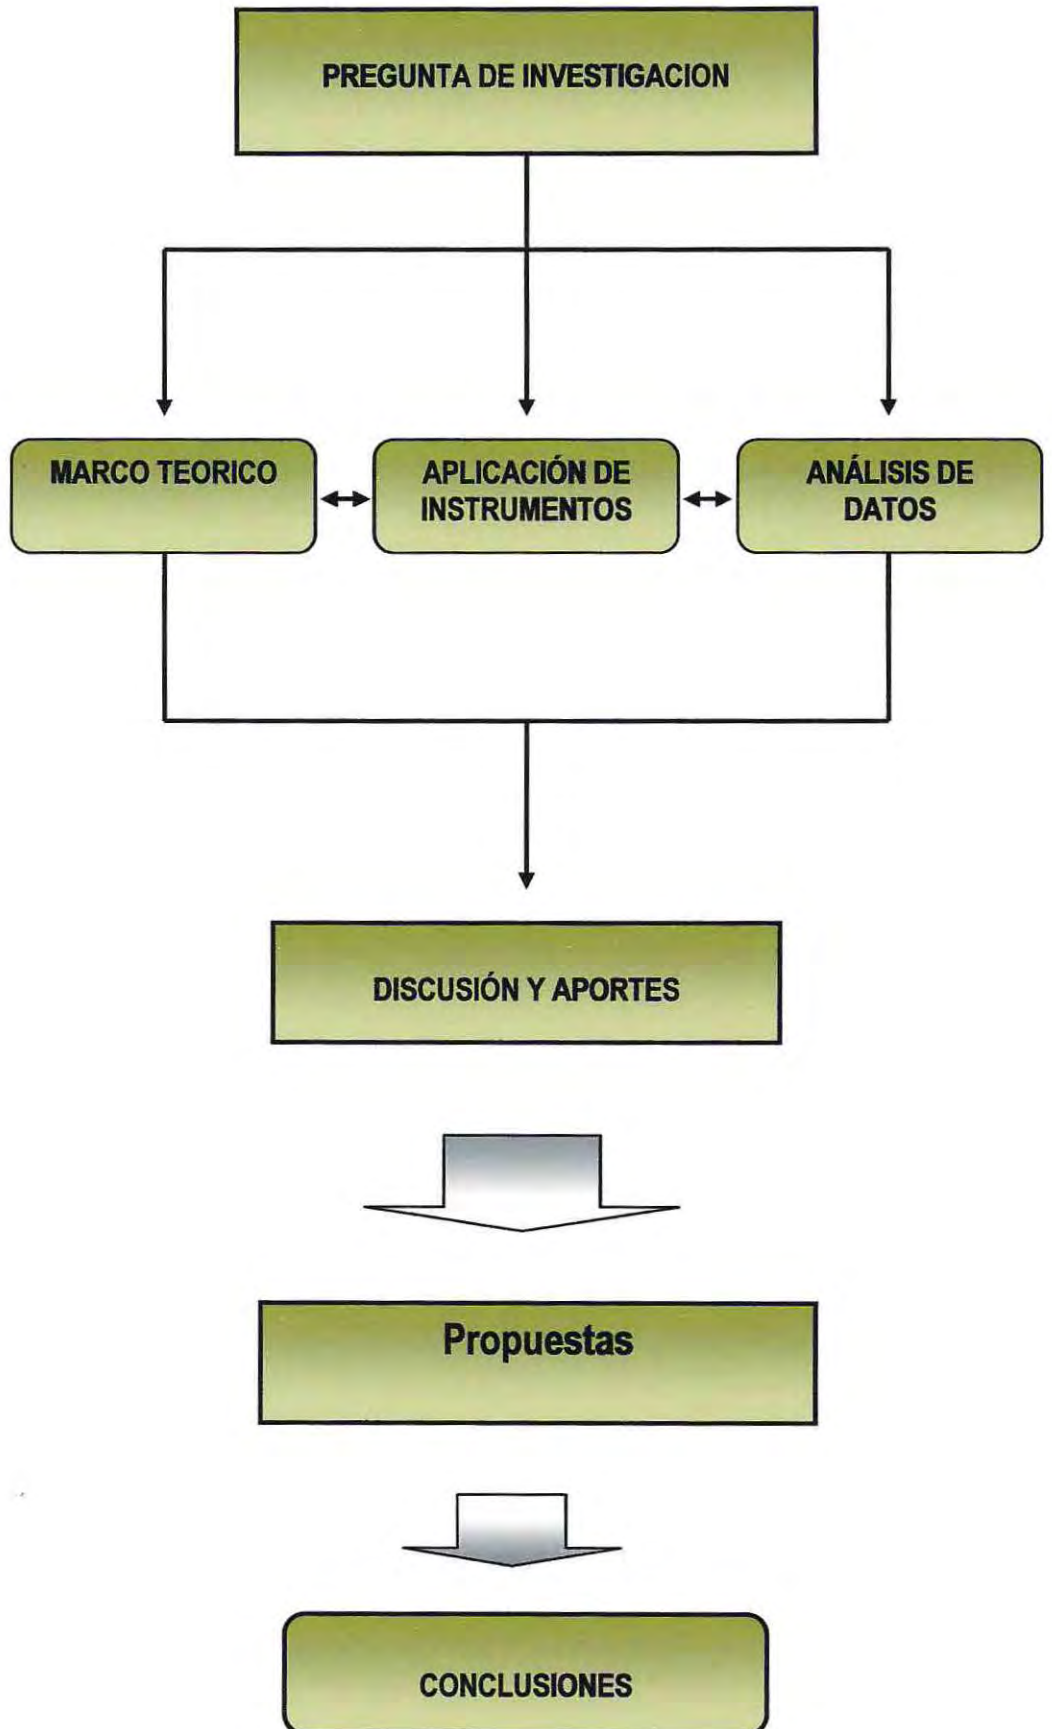 PREGUNTA DE INVESTIGACION
MARCO TEORICO
APLICACIÓN DE
INSTRUMENTOS
ANÁLISIS DE
DATOS
DISCUSIÓN Y APORTES
Propuestas
CONCLUSIONES